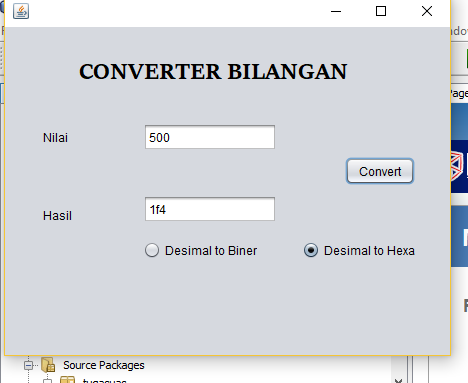 CONVERTER BILANGAN
Nilai
500
Convert
Hasil
1f4
Desimal to Biner
Desimal to Hexa
Source Packages